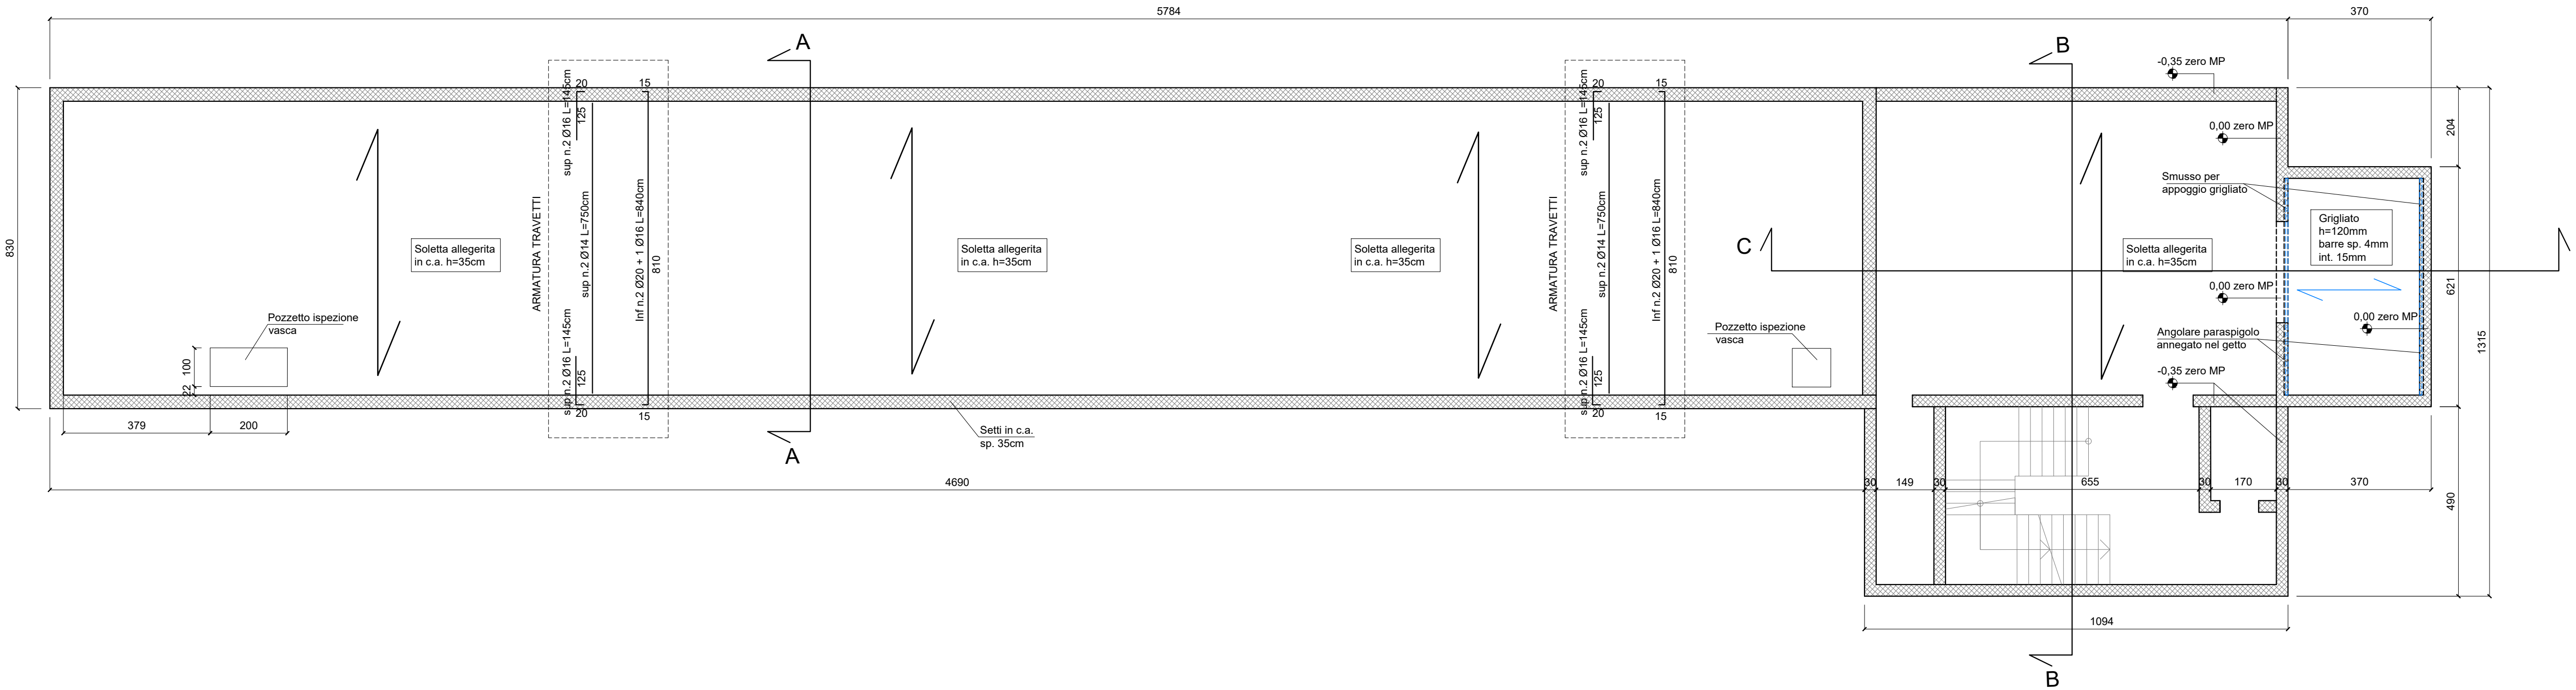 5784
370
A
B
-0,35 zero MP
20
15
20
15
sup n.2 Ø16 L=145cm
125
sup n.2 Ø16 L=145cm
125
204
0,00 zero MP
830
ARMATURA TRAVETTI
sup n.2 Ø14 L=750cm
Inf n.2 Ø20 + 1 Ø16 L=840cm
810
ARMATURA TRAVETTI
sup n.2 Ø14 L=750cm
Inf n.2 Ø20 + 1 Ø16 L=840cm
810
Smusso per
appoggio grigliato
Grigliato
h=120mm
barre sp. 4mm
int. 15mm
Soletta allegerita
in c.a. h=35cm
Soletta allegerita
in c.a. h=35cm
Soletta allegerita
in c.a. h=35cm
Soletta allegerita
in c.a. h=35cm
C
0,00 zero MP
621
0,00 zero MP
1315
Pozzetto ispezione
vasca
Pozzetto ispezione
vasca
Angolare paraspigolo
annegato nel getto
100
22
sup n.2 Ø16 L=145cm
125
sup n.2 Ø16 L=145cm
125
-0,35 zero MP
20
15
20
15
379
200
Setti in c.a.
sp. 35cm
A
4690
30
149
30
655
30
170
30
370
490
1094
B